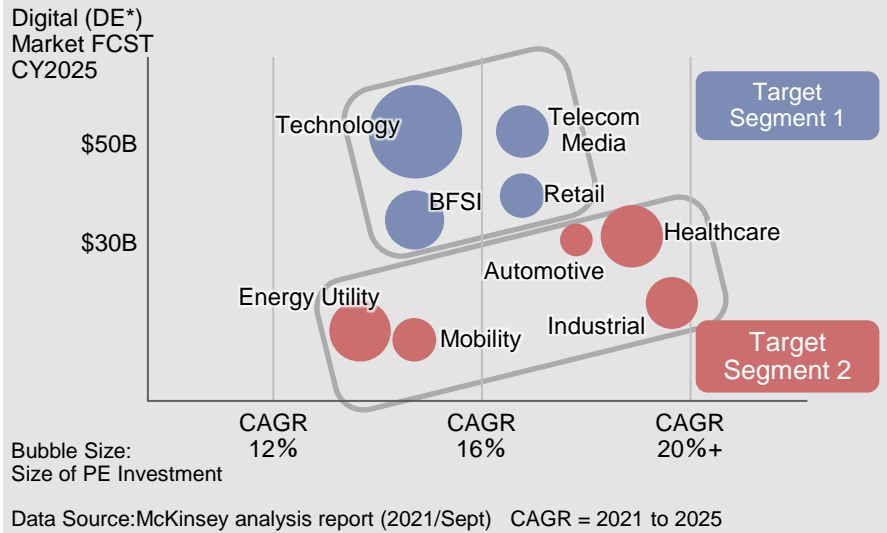 Digital (DE*)
Market FCST
CY2025
Target
Segment 1
Technology
Telecom
Media
$50B
BFSI
Retail
$30B
Healthcare
Automotive
Energy Utility
Industrial
Mobility
Target
Segment 2
CAGR
12%
CAGR
16%
CAGR
20%+
Bubble Size:
Size of PE Investment
Data Source:McKinsey analysis report (2021/Sept) CAGR = 2021 to 2025